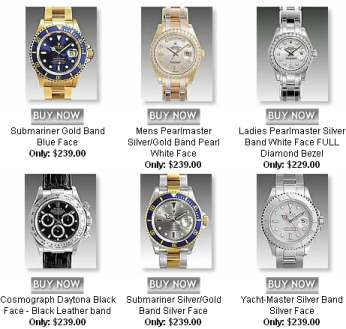 BUY NOW BUY NOW BUY NOW
Submariner Gold Band
Blue Face
Only: $239.00
Mens Pearlmaster
Silver/Gold Band Pearl
White Face
Only: $239.00
Ladies Pearlmaster Silver
Band White Face FULL
Diamond Bezel
Only: $229.00
BUY NOW BUY NOW BUY NOW
Cosmograph Daytona Black
Face - Black Leather band
Only: $239.00
Submariner Silver/Gold
Band Silver Face
Only: $239.00
Yacht-Master Silver Band
Silver Face
Only: $239.00